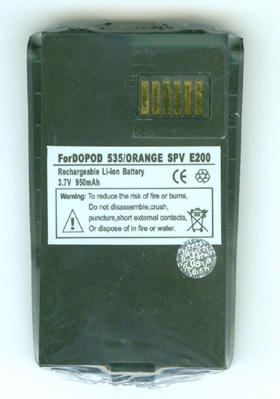 ForDOPOD 535/ORANGE SPV E200
Rechargeable Li-ion Battery
3.7V 950mAh
CE
Warning: To reduce the risk of fire or burns,
Do not disassemble,crush,
puncture,short external contacts,
Or dispose of in fire or water.